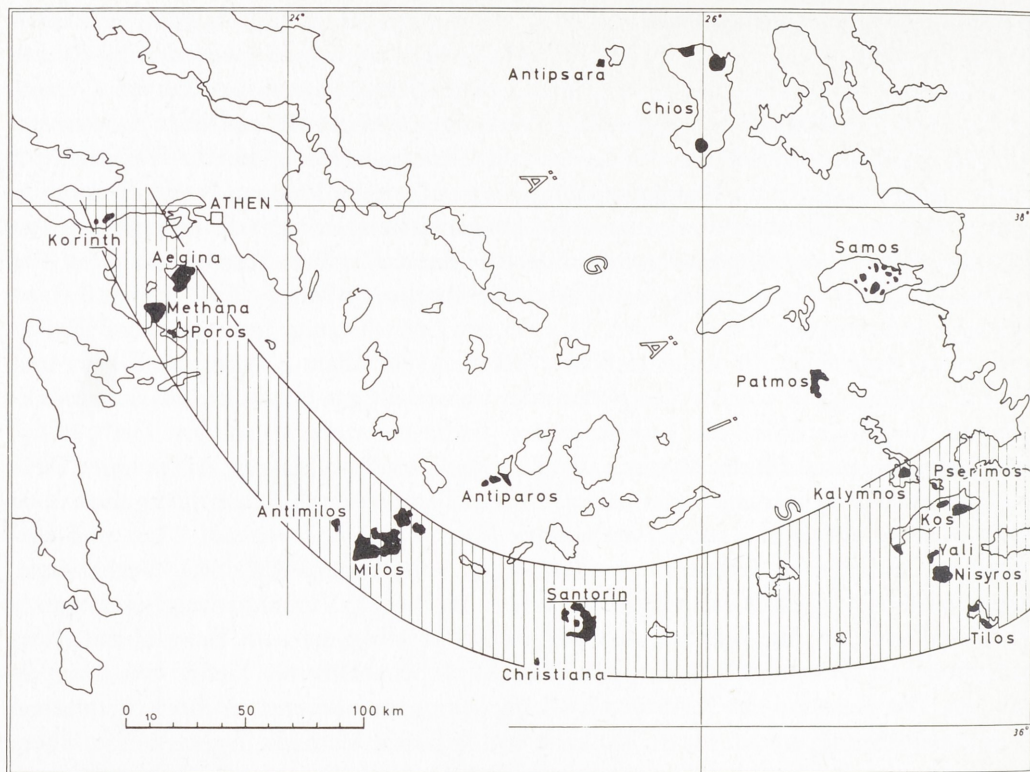 24°
26°
Antipsara
Chios
Ä
ATHEN
38°
Korinth
Aegina
G
Samos
Methana
Poros
Ä
Patmos
I
Antiparos
Kalymnos
Pserimos
Antimilos
S
Kos
Milos
Yali
Nisyros
Santorin
Tilos
Christiana
0 10 50 100 km
36°